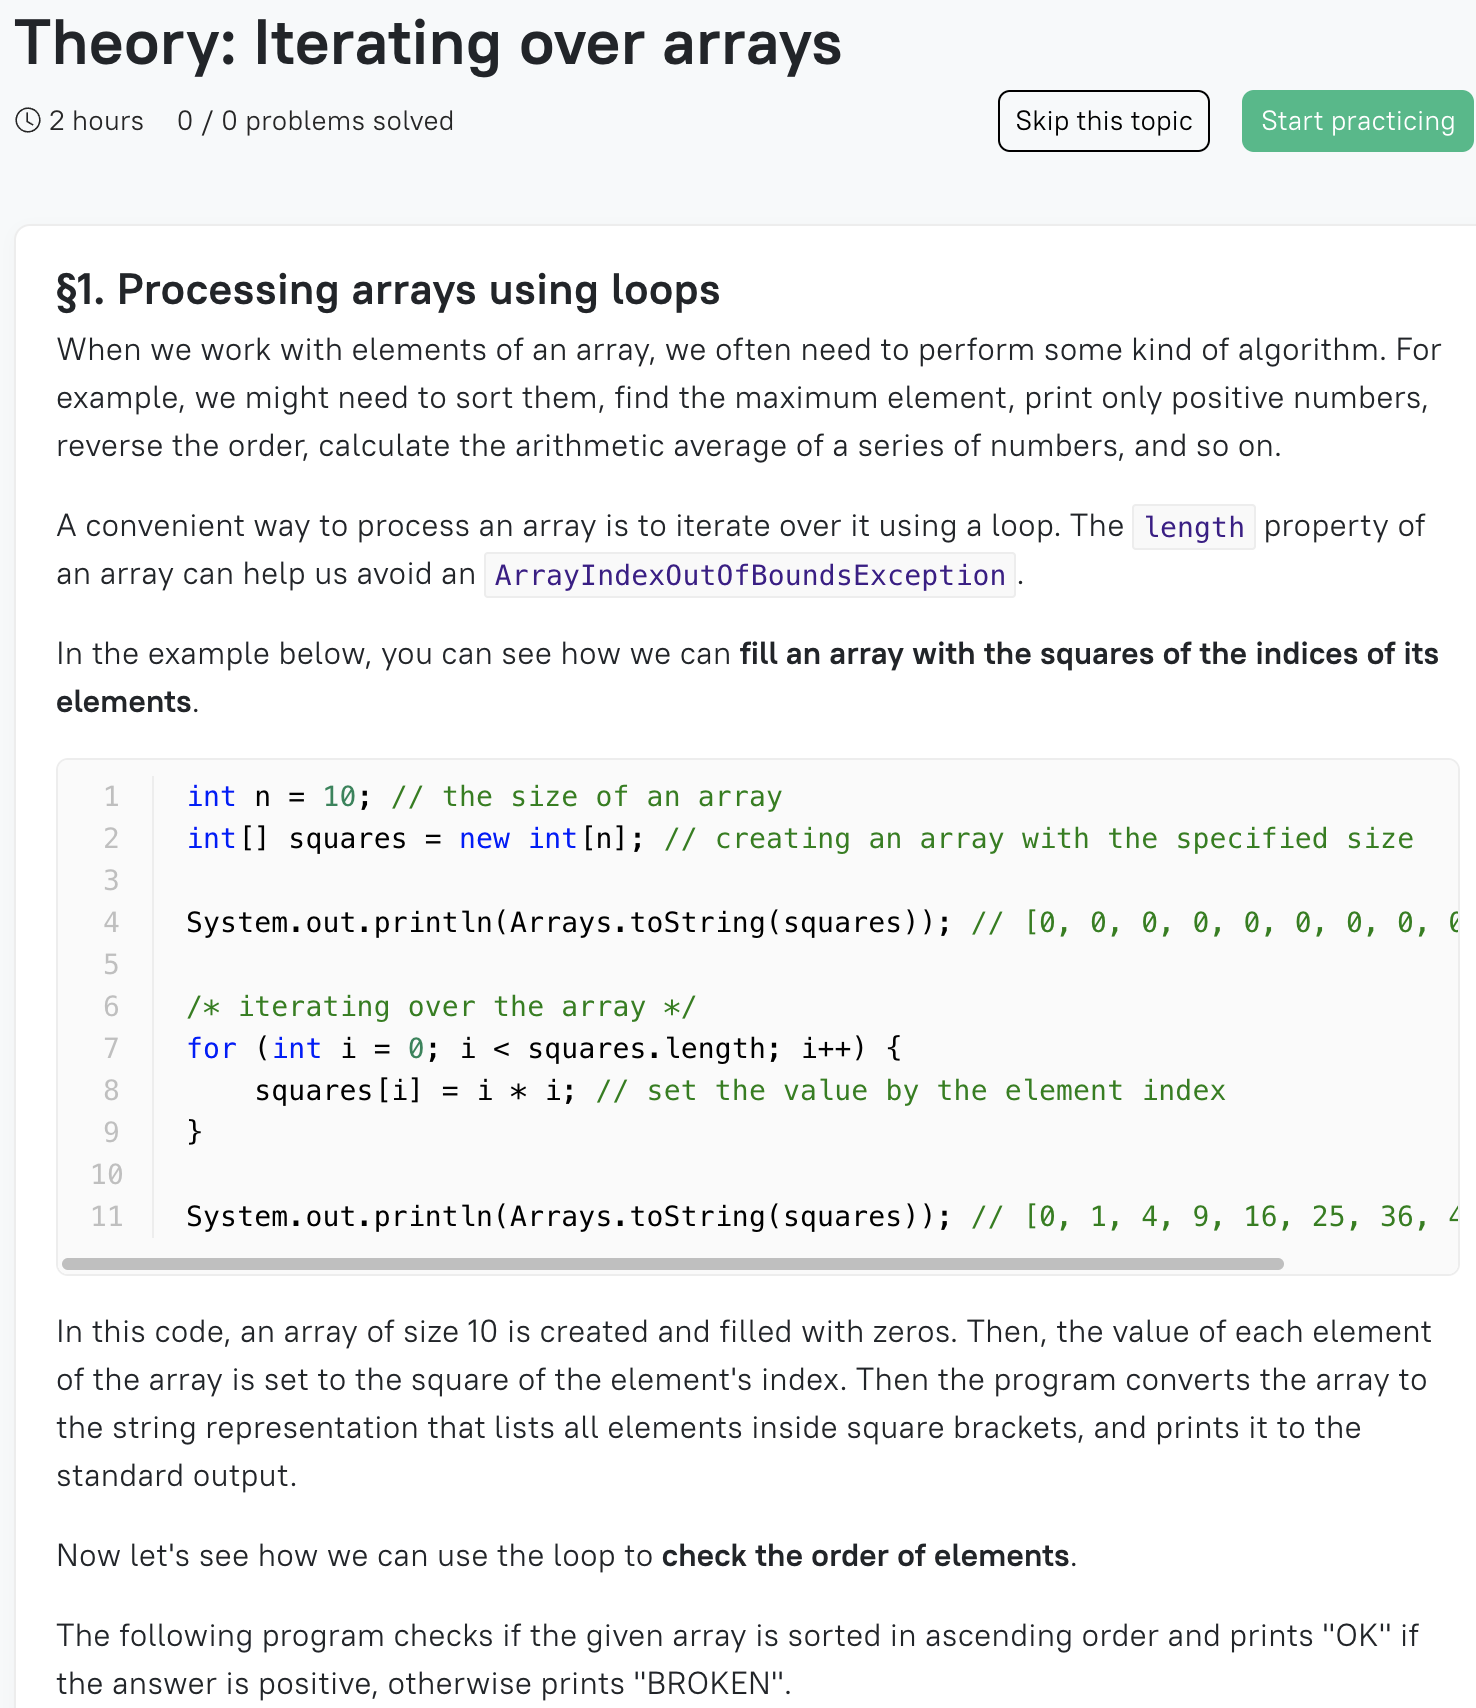 Theory: Iterating over arrays
2 hours 0 / 0 problems solved
Skip this topic
Start practicing
§1. Processing arrays using loops
When we work with elements of an array, we often need to perform some kind of algorithm. For
example, we might need to sort them, find the maximum element, print only positive numbers,
reverse the order, calculate the arithmetic average of a series of numbers, and so on.
A convenient way to process an array is to iterate over it using a loop. The length property of
an array can help us avoid an ArrayIndexOutOfBoundsException.
In the example below, you can see how we can fill an array with the squares of the indices of its
elements.
1 int n = 10; // the size of an array
2 int[] squares = new int[n]; // creating an array with the specified size
3
4 System.out.println(Arrays.toString(squares)); // [0, 0, 0, 0, 0, 0, 0, 0, 0
5
6 /* iterating over the array */
7 for (int i = 0; i < squares.length; i++) {
8     squares[i] = i * i; // set the value by the element index
9 }
10
11 System.out.println(Arrays.toString(squares)); // [0, 1, 4, 9, 16, 25, 36, 4
In this code, an array of size 10 is created and filled with zeros. Then, the value of each element
of the array is set to the square of the element's index. Then the program converts the array to
the string representation that lists all elements inside square brackets, and prints it to the
standard output.
Now let's see how we can use the loop to check the order of elements.
The following program checks if the given array is sorted in ascending order and prints "OK" if
the answer is positive, otherwise prints "BROKEN".